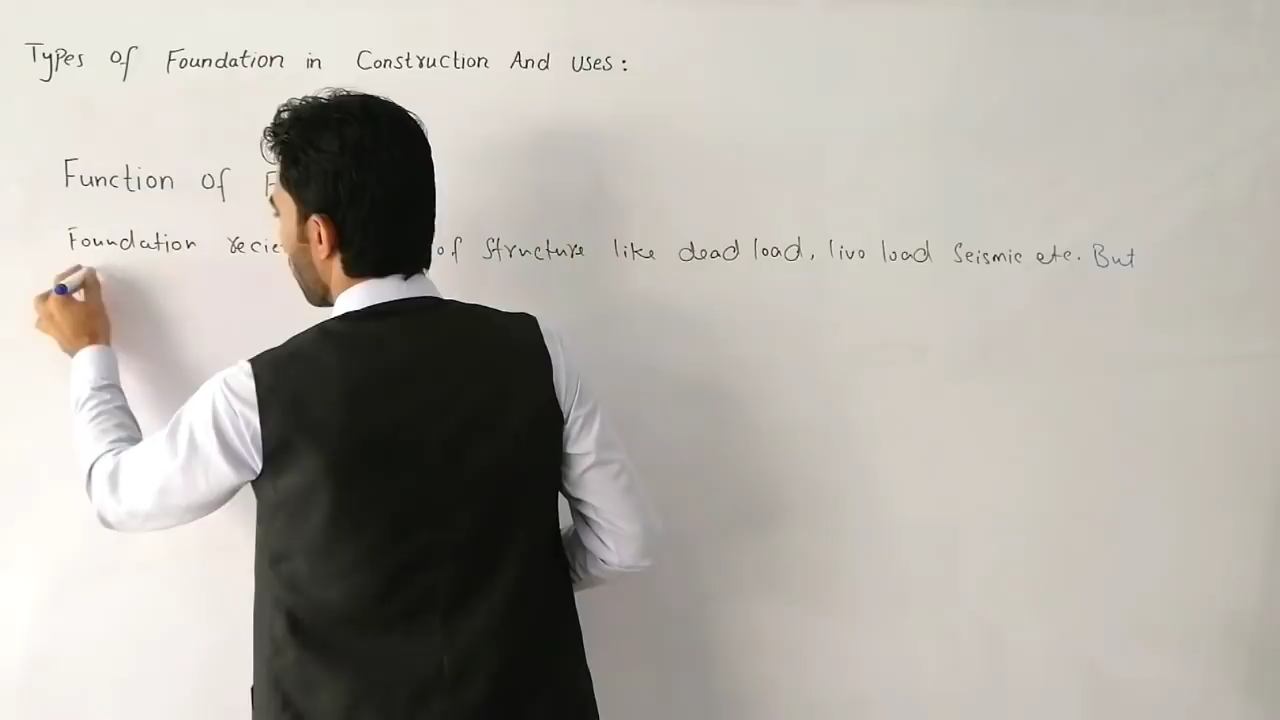 Types of Foundation in Construction And Uses:
Function of
Foundation of Structure like dead load, live load Seismic etc. But